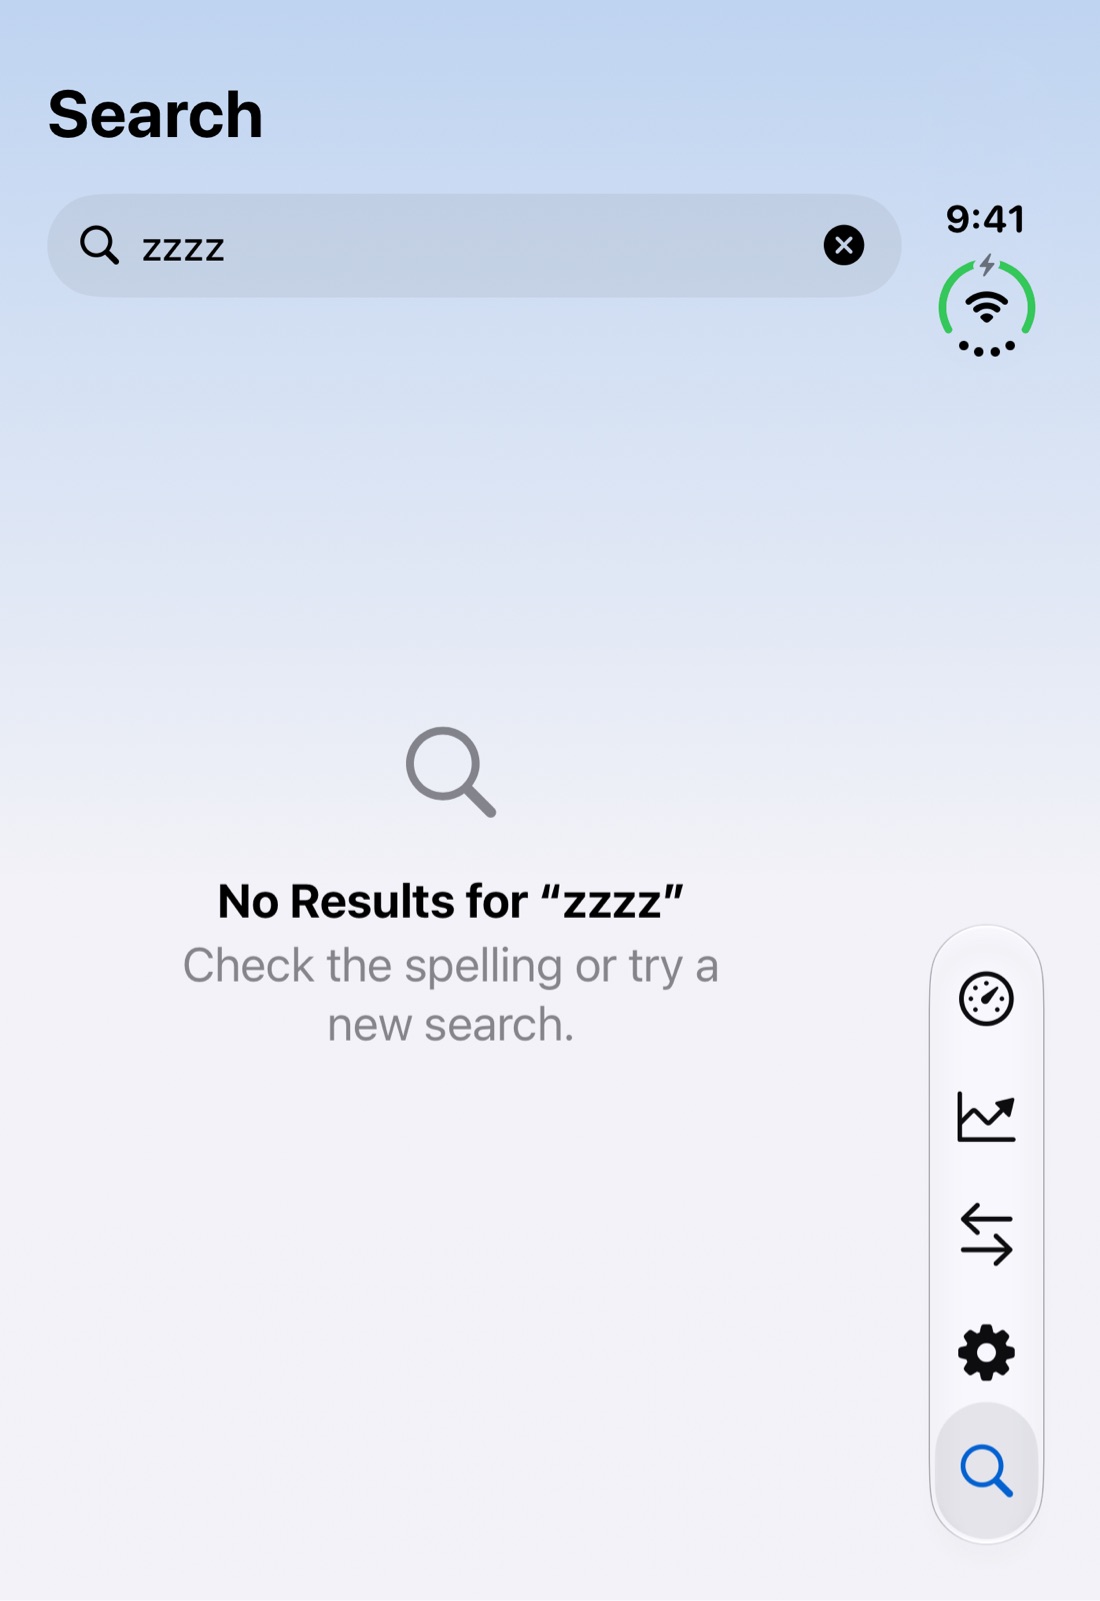 Search
zzzz
9:41
No Results for “zzzz”
Check the spelling or try a
new search.